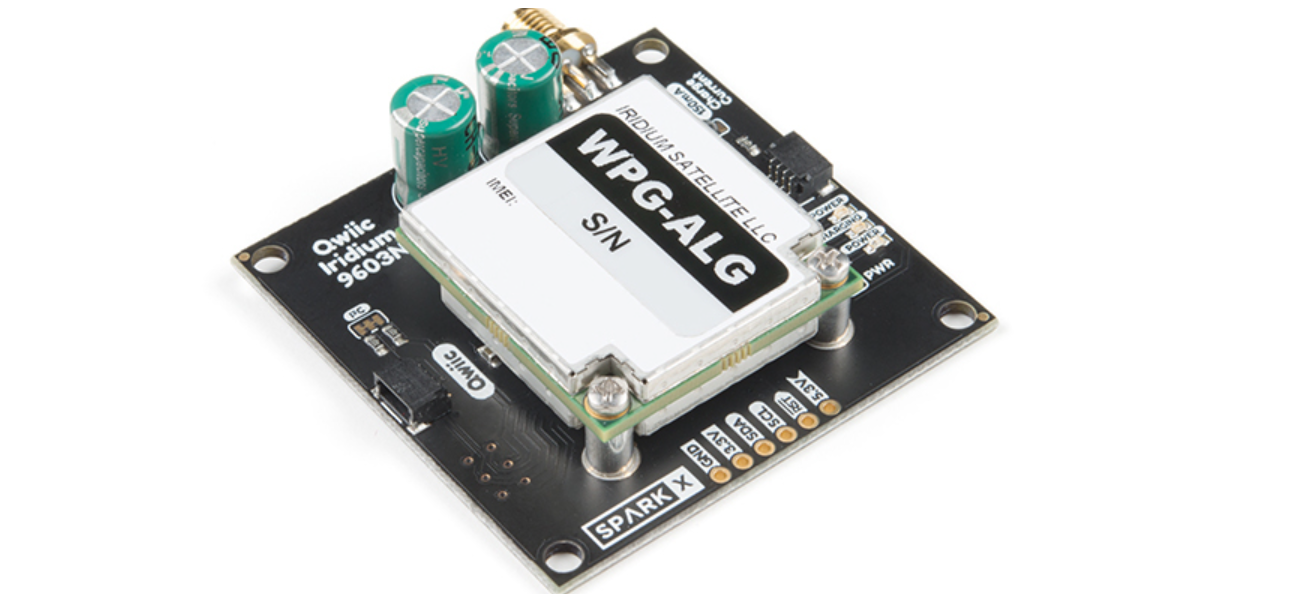 Charge
Current
150mA
IRIDIUM SATELLITE LLC
WPG-ALG
S/N
IMEI:
POWER
CHARGING
POWER
PWR
Qwiic
Iridium
9603N
I²C
Qwiic
GND
3.3V
SDA
SCL
RST
5.3V
SPARK X